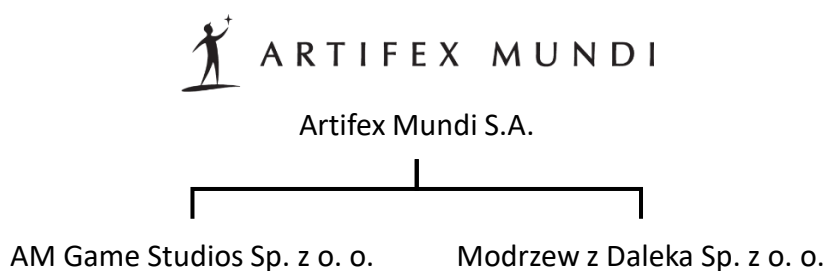 ARTIFEX MUNDI
Artifex Mundi S.A.
AM Game Studios Sp. z o. o.
Modrzew z Daleka Sp. z o. o.